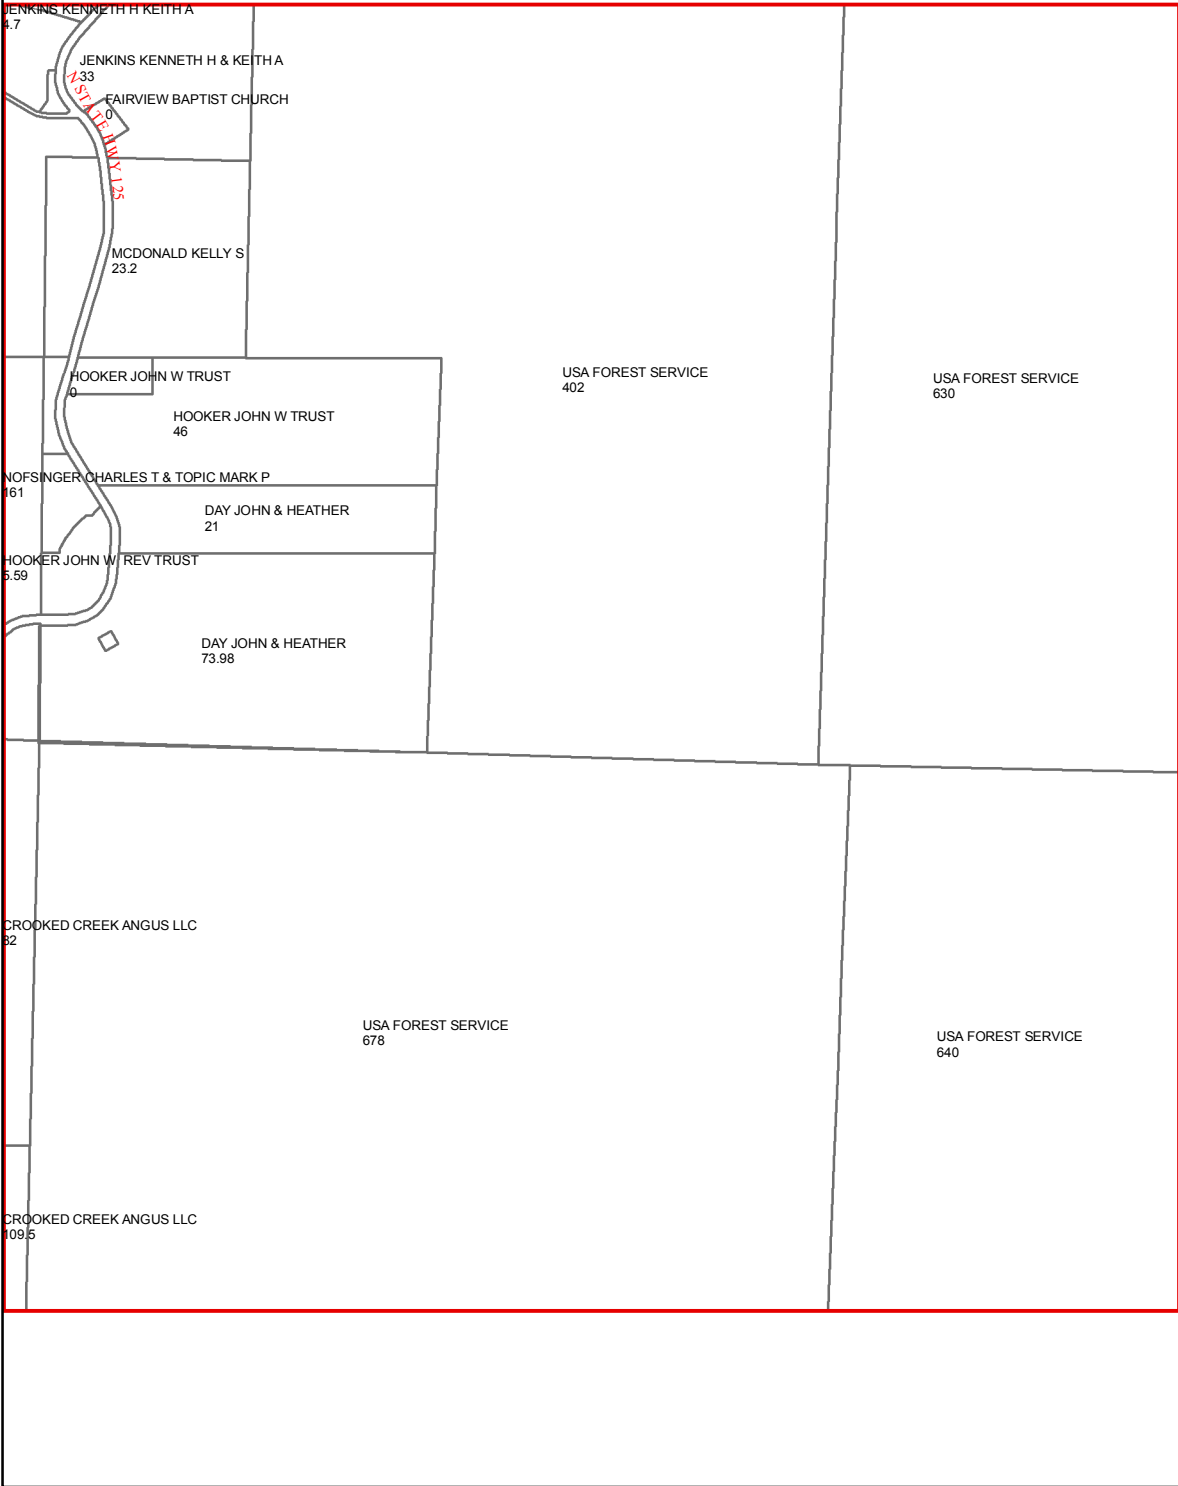 JENKINS KENNETH H KEITH A
4.7
JENKINS KENNETH H & KEITH A
33
FAIRVIEW BAPTIST CHURCH
0
N STATE HWY 125
MCDONALD KELLY S
23.2
USA FOREST SERVICE
402
USA FOREST SERVICE
630
HOOKER JOHN W TRUST
0
HOOKER JOHN W TRUST
46
NOFSINGER CHARLES T & TOPIC MARK P
161
DAY JOHN & HEATHER
21
HOOKER JOHN W REV TRUST
5.59
DAY JOHN & HEATHER
73.98
CROOKED CREEK ANGUS LLC
82
USA FOREST SERVICE
678
USA FOREST SERVICE
640
CROOKED CREEK ANGUS LLC
109.5